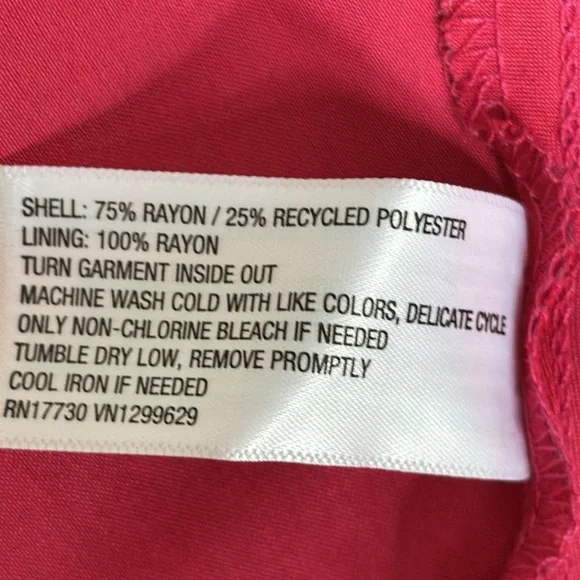 SHELL: 75% RAYON / 25% RECYCLED POLYESTER
LINING: 100% RAYON
TURN GARMENT INSIDE OUT
MACHINE WASH COLD WITH LIKE COLORS, DELICATE CYCLE
ONLY NON-CHLORINE BLEACH IF NEEDED
TUMBLE DRY LOW, REMOVE PROMPTLY
COOL IRON IF NEEDED
RN17730 VN1299629